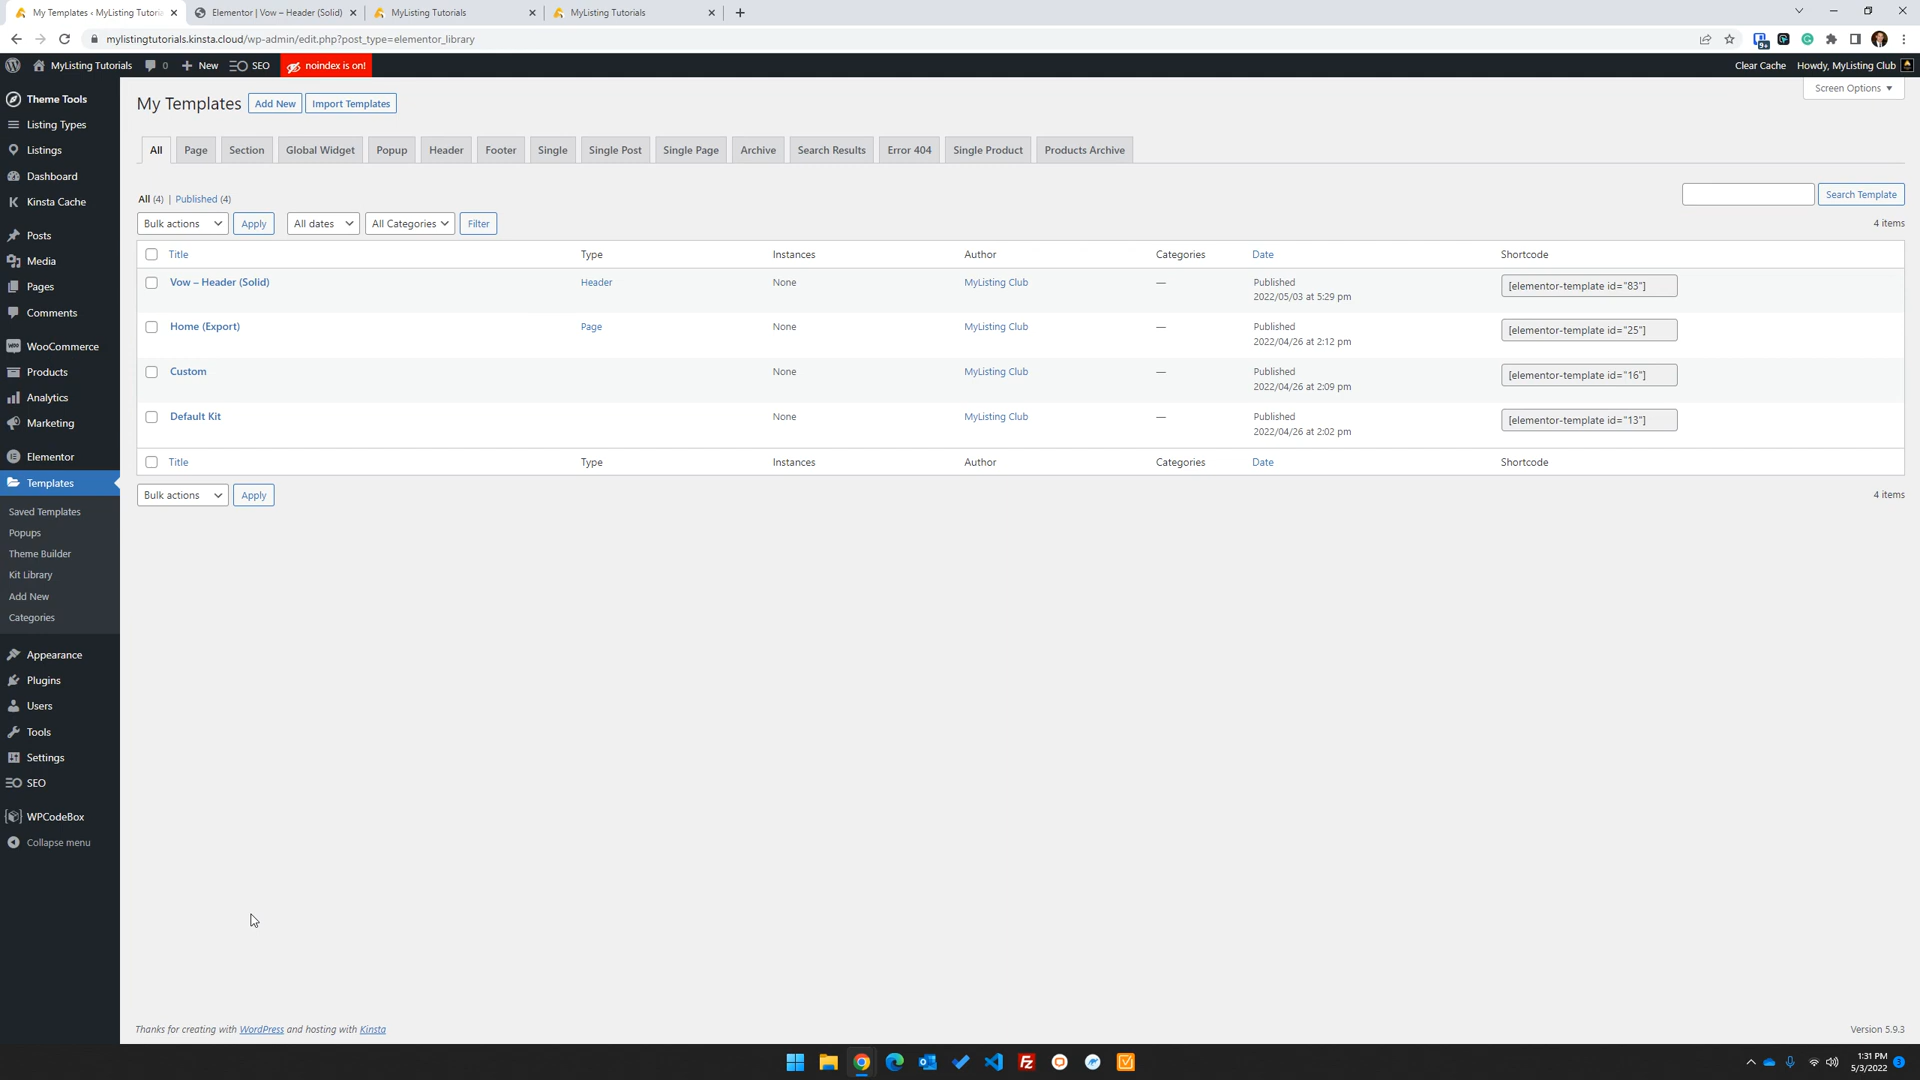 My Templates ‹ MyListing Tutoria
Elementor | Vow – Header (Solid)
MyListing Tutorials
MyListing Tutorials
mylistingtutorials.kinsta.cloud/wp-admin/edit.php?post_type=elementor_library
MyListing Tutorials
0
New
SEO
noindex is on!
Clear Cache
Howdy, MyListing Club
Theme Tools
Listing Types
Listings
Dashboard
Kinsta Cache
Posts
Media
Pages
Comments
WooCommerce
Products
Analytics
Marketing
Elementor
Templates
Saved Templates
Popups
Theme Builder
Kit Library
Add New
Categories
Appearance
Plugins
Users
Tools
Settings
SEO
WPCodeBox
Collapse menu
My Templates
Add New
Import Templates
Screen Options
All
Page
Section
Global Widget
Popup
Header
Footer
Single
Single Post
Single Page
Archive
Search Results
Error 404
Single Product
Products Archive
All (4) | Published (4)
Search Template
Bulk actions
Apply
All dates
All Categories
Filter
4 items
Title Type Instances Author Categories Date Shortcode
Vow – Header (Solid) Header None MyListing Club — Published [elementor-template id="83"]
2022/05/03 at 5:29 pm
Home (Export) Page None MyListing Club — Published [elementor-template id="25"]
2022/04/26 at 2:12 pm
Custom None MyListing Club — Published [elementor-template id="16"]
2022/04/26 at 2:09 pm
Default Kit None MyListing Club — Published [elementor-template id="13"]
2022/04/26 at 2:02 pm
Title Type Instances Author Categories Date Shortcode
Bulk actions
Apply
4 items
Thanks for creating with WordPress and hosting with Kinsta
Version 5.9.3
1:31 PM
5/3/2022
3